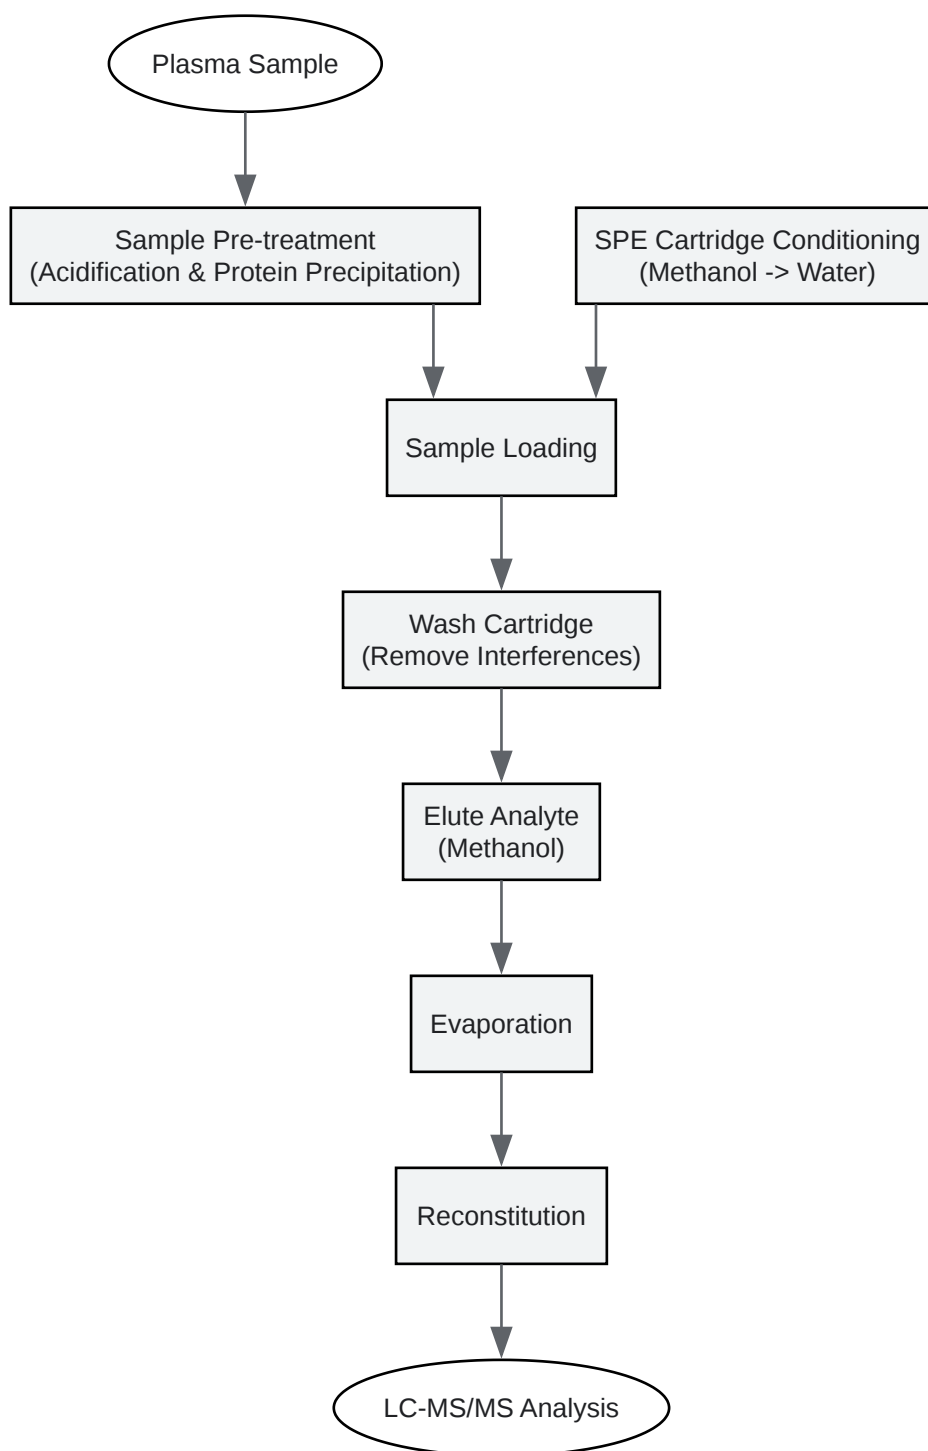 Plasma Sample
Sample Pre-treatment
(Acidification & Protein Precipitation)
SPE Cartridge Conditioning
(Methanol -> Water)
Sample Loading
Wash Cartridge
(Remove Interferences)
Elute Analyte
(Methanol)
Evaporation
Reconstitution
LC-MS/MS Analysis